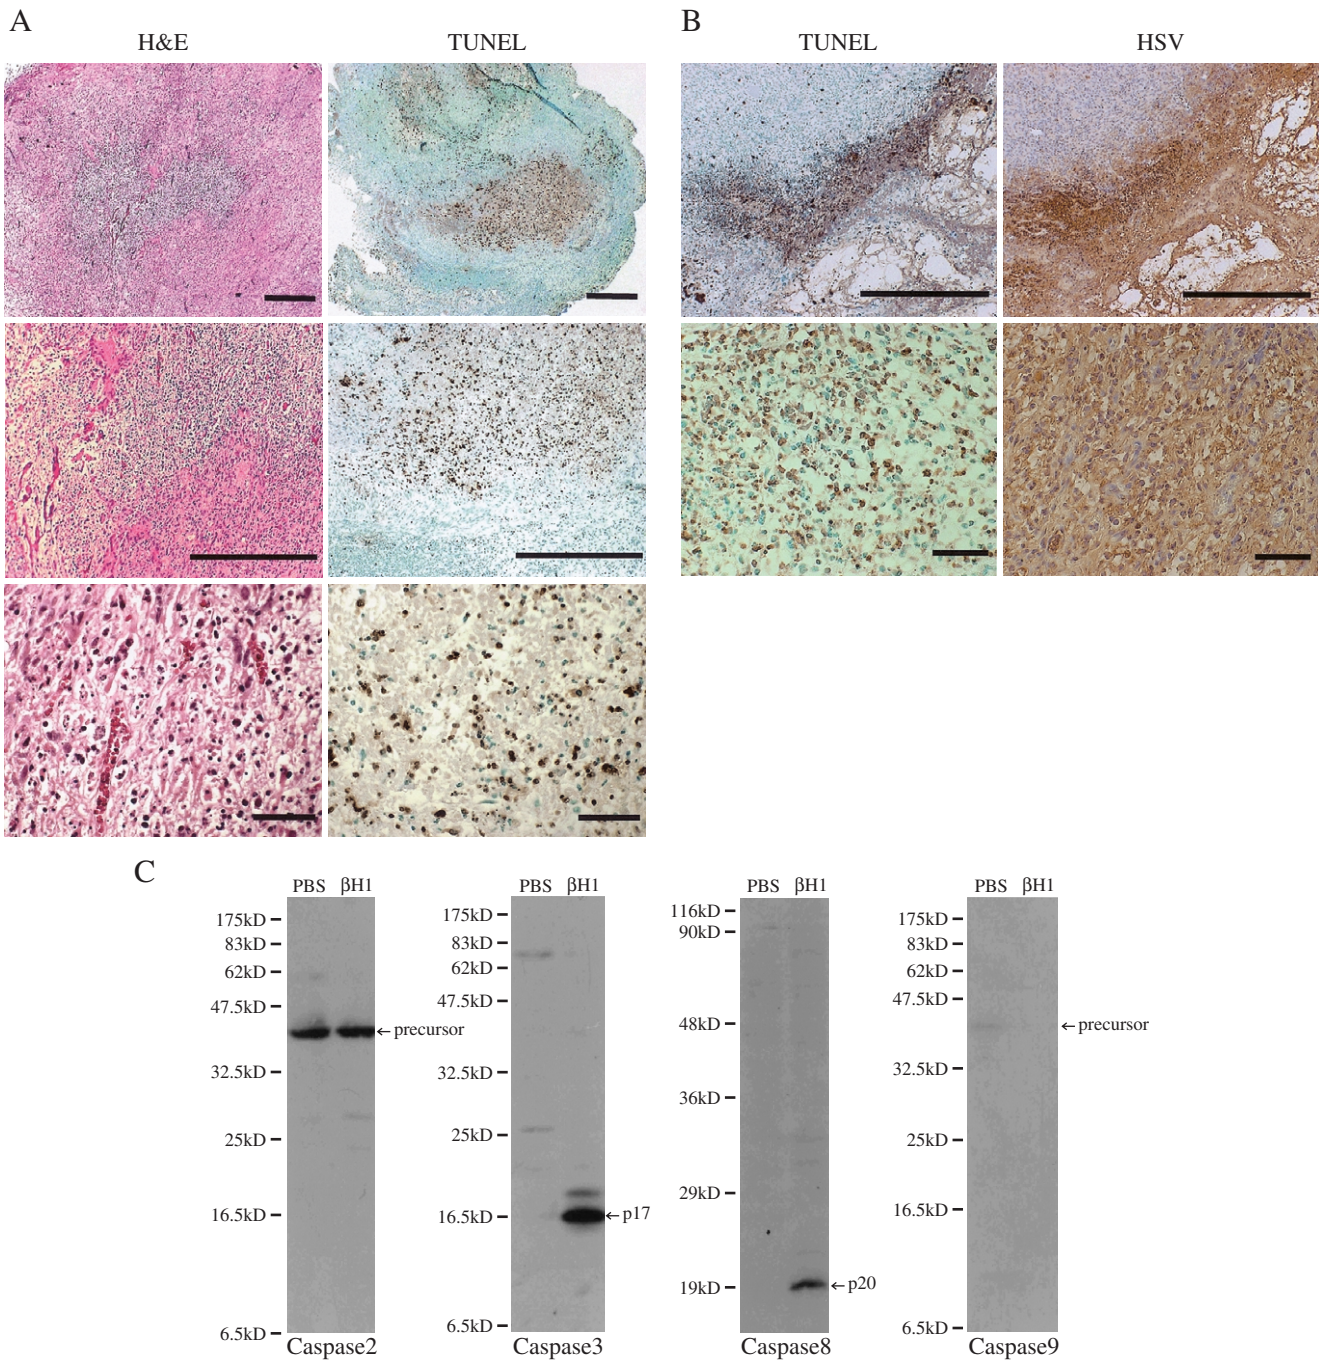 A
H&E
TUNEL
B
TUNEL
HSV
C
PBS βH1
175kD
83kD
62kD
47.5kD
←precursor
32.5kD
25kD
16.5kD
6.5kD
Caspase2
PBS βH1
175kD
83kD
62kD
47.5kD
32.5kD
25kD
16.5kD
←p17
6.5kD
Caspase3
PBS βH1
116kD
90kD
48kD
36kD
29kD
19kD
←p20
Caspase8
PBS βH1
175kD
83kD
62kD
47.5kD
←precursor
32.5kD
25kD
16.5kD
6.5kD
Caspase9